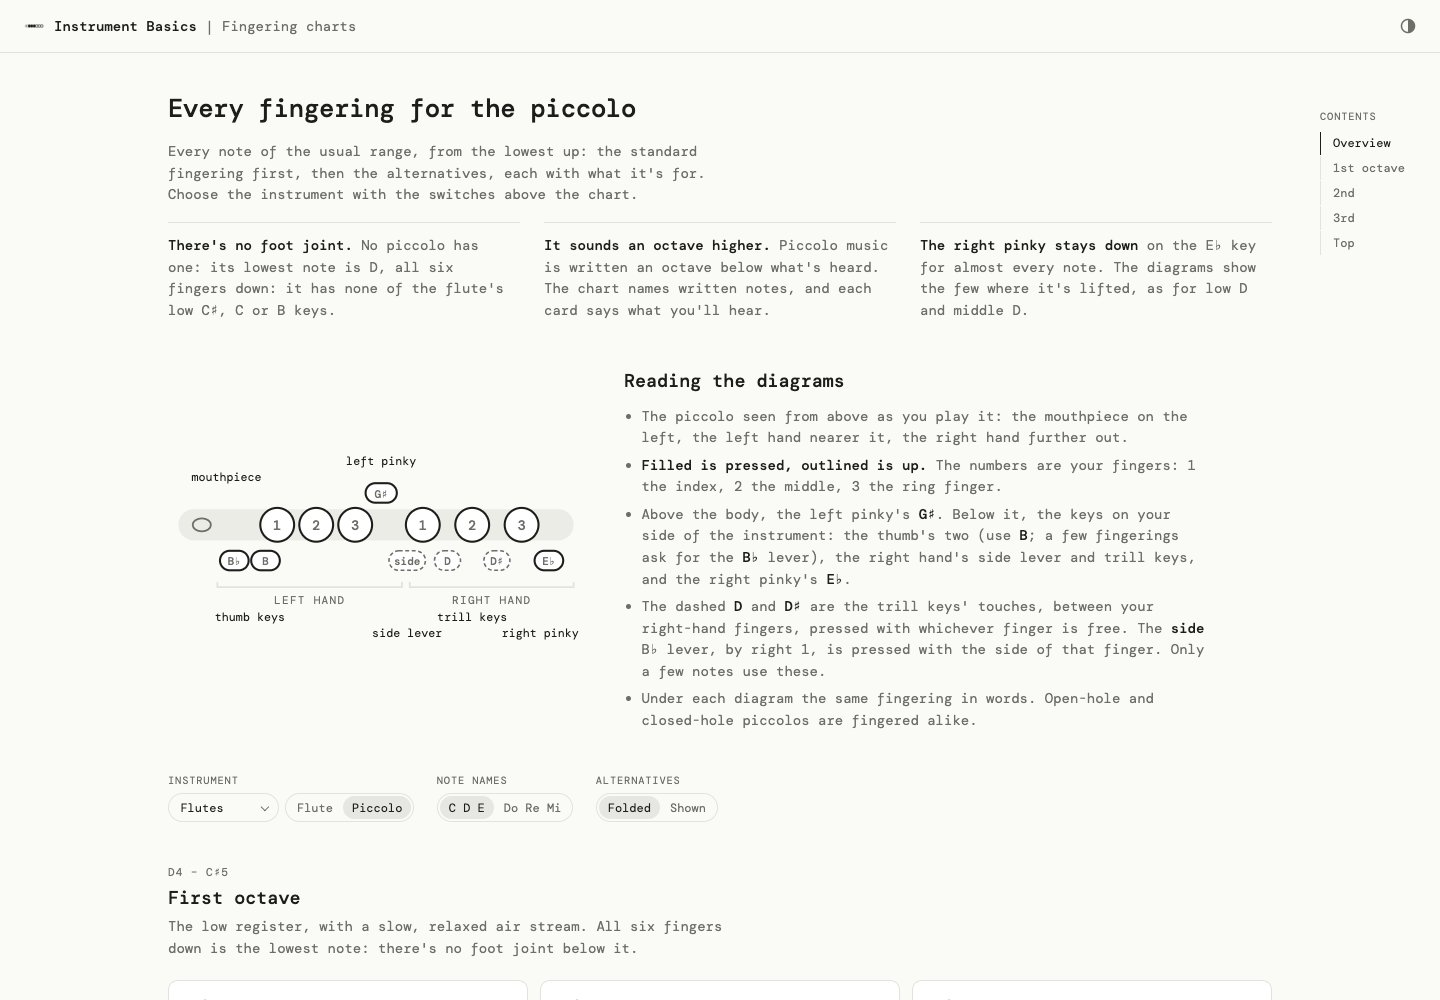 Instrument Basics | Fingering charts
Every fingering for the piccolo
Every note of the usual range, from the lowest up: the standard
fingering first, then the alternatives, each with what it's for.
Choose the instrument with the switches above the chart.
CONTENTS
Overview
1st octave
2nd
3rd
Top
There's no foot joint. No piccolo has
one: its lowest note is D, all six
fingers down: it has none of the flute's
low C♯, C or B keys.
It sounds an octave higher. Piccolo music
is written an octave below what's heard.
The chart names written notes, and each
card says what you'll hear.
The right pinky stays down on the E♭ key
for almost every note. The diagrams show
the few where it's lifted, as for low D
and middle D.
left pinky
mouthpiece
G♯
1 2 3 1 2 3
B♭ B side D D♯ E♭
LEFT HAND RIGHT HAND
thumb keys trill keys
side lever right pinky
Reading the diagrams
• The piccolo seen from above as you play it: the mouthpiece on the
left, the left hand nearer it, the right hand further out.
• Filled is pressed, outlined is up. The numbers are your fingers: 1
the index, 2 the middle, 3 the ring finger.
• Above the body, the left pinky's G♯. Below it, the keys on your
side of the instrument: the thumb's two (use B; a few fingerings
ask for the B♭ lever), the right hand's side lever and trill keys,
and the right pinky's E♭.
• The dashed D and D♯ are the trill keys' touches, between your
right-hand fingers, pressed with whichever finger is free. The side
B♭ lever, by right 1, is pressed with the side of that finger. Only
a few notes use these.
• Under each diagram the same fingering in words. Open-hole and
closed-hole piccolos are fingered alike.
INSTRUMENT NOTE NAMES ALTERNATIVES
Flutes Flute Piccolo C D E Do Re Mi Folded Shown
D4 – C♯5
First octave
The low register, with a slow, relaxed air stream. All six fingers
down is the lowest note: there's no foot joint below it.